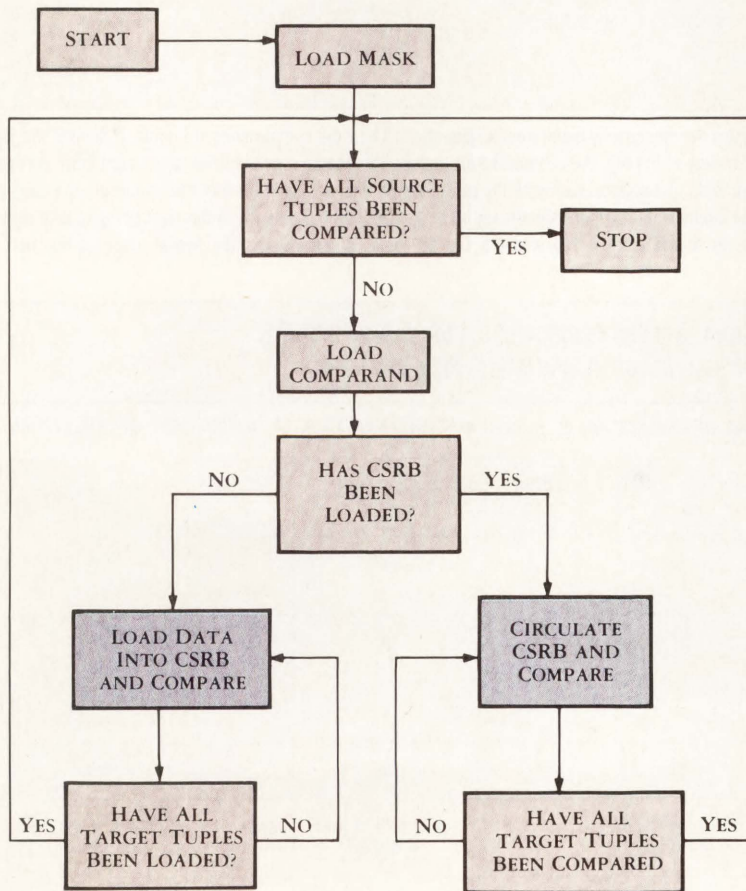 START
LOAD MASK
HAVE ALL SOURCE
TUPLES BEEN
COMPARED?
YES
STOP
NO
LOAD
COMPARAND
NO
HAS CSRB
BEEN
LOADED?
YES
LOAD DATA
INTO CSRB
AND COMPARE
CIRCULATE
CSRB AND
COMPARE
YES
HAVE ALL
TARGET TUPLES
BEEN LOADED?
NO
NO
HAVE ALL
TARGET TUPLES
BEEN COMPARED
YES